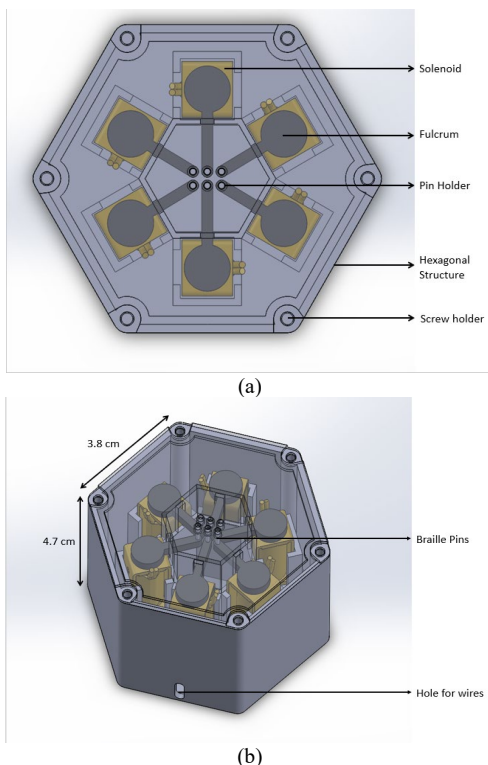 Solenoid
Fulcrum
Pin Holder
Hexagonal
Structure
Screw holder
(a)
3.8 cm
4.7 cm
Braille Pins
Hole for wires
(b)